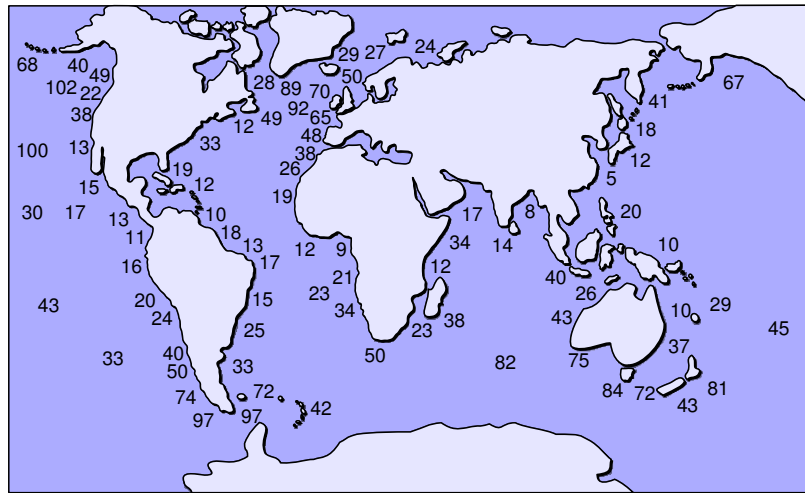 29 27 24
68 40 50
102 49 28 89 70 67
22 92 41
38 12 49 65 18
33 48
100 13 38 12
19 26 5
15 12 19
30 17 13 10 17 8 20
11 18 13 12 9 34 14
16 17 21 12 40 10
43 20 15 23 26 29
24 34 23 38 43 10
25 45
33 40 50 82 75 37
50 33
74 72 84 72 81
97 97 42 43